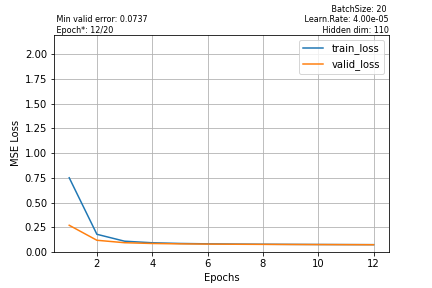 BatchSize: 20
Min valid error: 0.0737
Learn.Rate: 4.00e-05
Epoch*: 12/20
Hidden dim: 110
train_loss
valid_loss
2.00
1.75
1.50
1.25
1.00
0.75
0.50
0.25
0.00
MSE Loss
2 4 6 8 10 12
Epochs